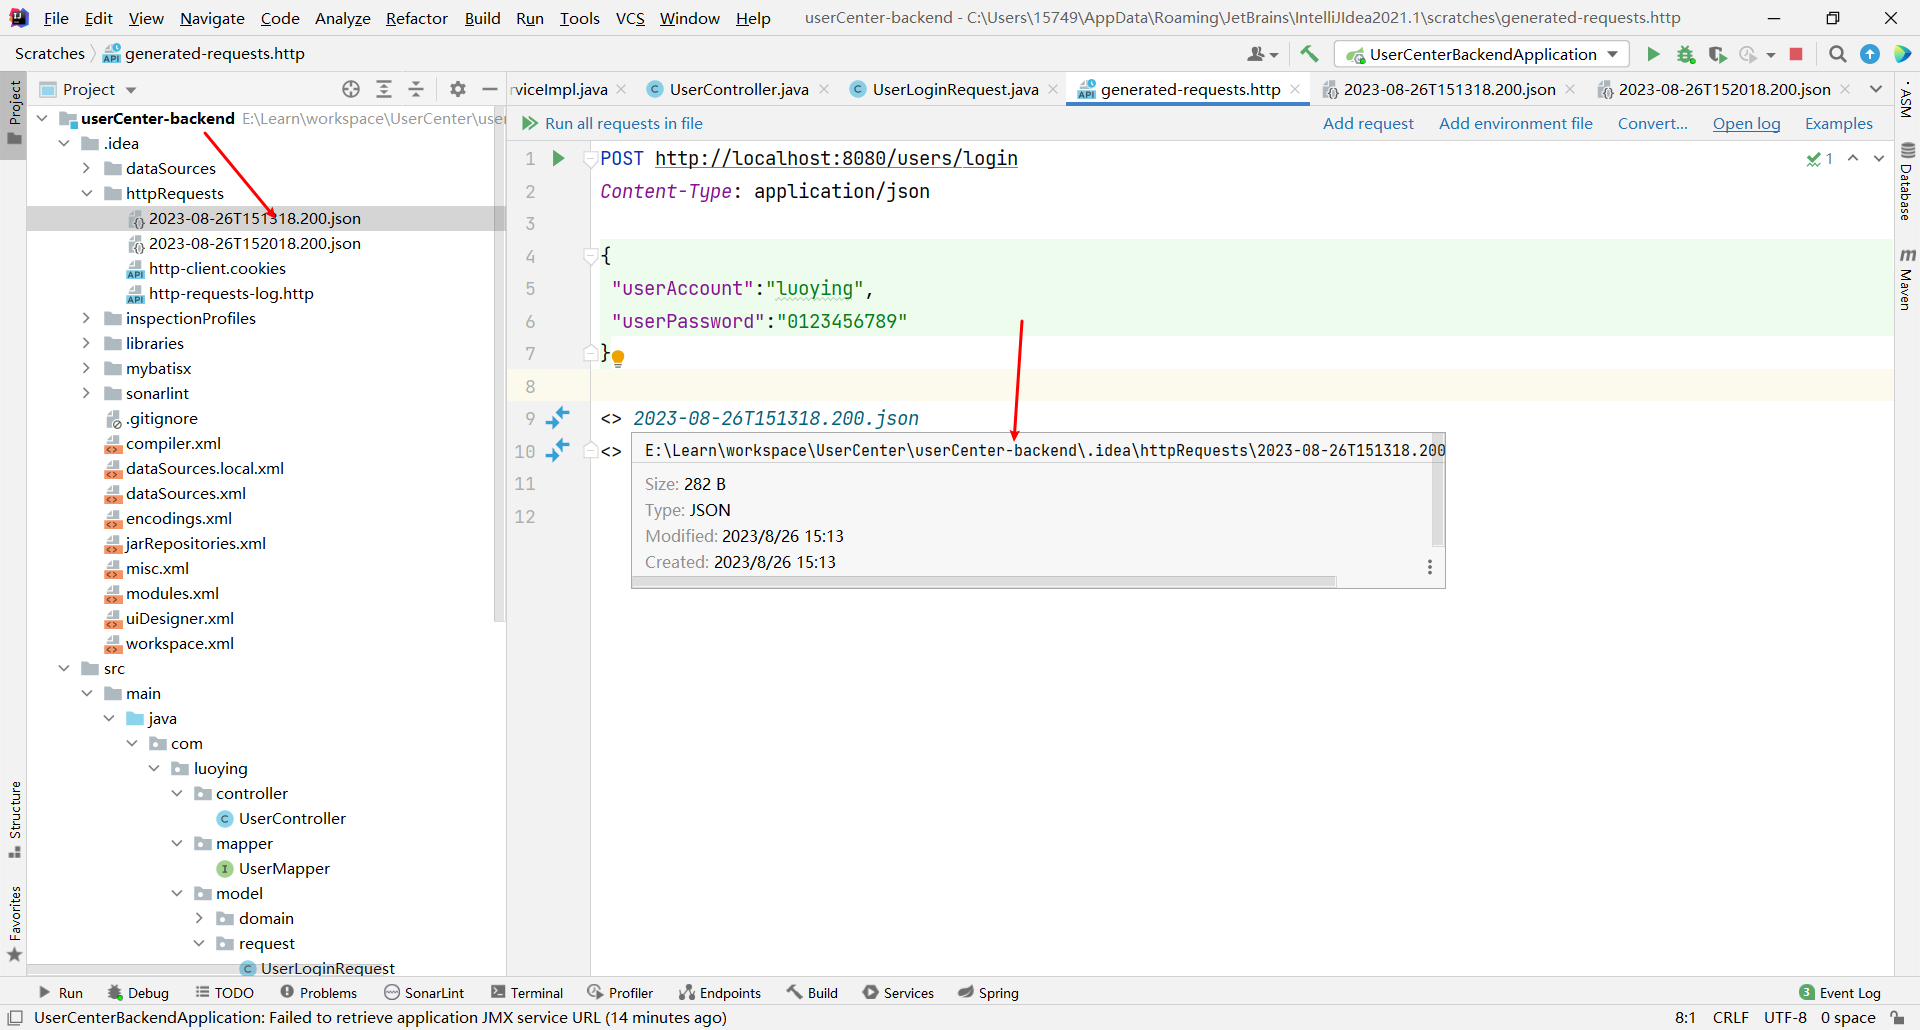 File Edit View Navigate Code Analyze Refactor Build Run Tools VCS Window Help userCenter-backend - C:\Users\15749\AppData\Roaming\JetBrains\IntelliJIdea2021.1\scratches\generated-requests.http
Scratches generated-requests.http UserCenterBackendApplication
Project
rviceImpl.java UserController.java UserLoginRequest.java generated-requests.http 2023-08-26T151318.200.json 2023-08-26T152018.200.json
Run all requests in file Add request Add environment file Convert... Open log Examples
Project
Structure
Favorites
userCenter-backend E:\Learn\workspace\UserCenter\user
.idea
dataSources
httpRequests
2023-08-26T151318.200.json
2023-08-26T152018.200.json
http-client.cookies
http-requests-log.http
inspectionProfiles
libraries
mybatisx
sonarlint
.gitignore
compiler.xml
dataSources.local.xml
dataSources.xml
encodings.xml
jarRepositories.xml
misc.xml
modules.xml
uiDesigner.xml
workspace.xml
src
main
java
com
luoying
controller
UserController
mapper
UserMapper
model
domain
request
UserLoginRequest
1 POST http://localhost:8080/users/login
2 Content-Type: application/json
3
4 {
5 "userAccount":"luoying",
6 "userPassword":"0123456789"
7 }
8
9 <> 2023-08-26T151318.200.json
10 <>
11
12
1
E:\Learn\workspace\UserCenter\userCenter-backend\.idea\httpRequests\2023-08-26T151318.200
Size: 282 B
Type: JSON
Modified: 2023/8/26 15:13
Created: 2023/8/26 15:13
ASM
Database
Maven
Run Debug TODO Problems SonarLint Terminal Profiler Endpoints Build Services Spring 3 Event Log
UserCenterBackendApplication: Failed to retrieve application JMX service URL (14 minutes ago) 8:1 CRLF UTF-8 0 space